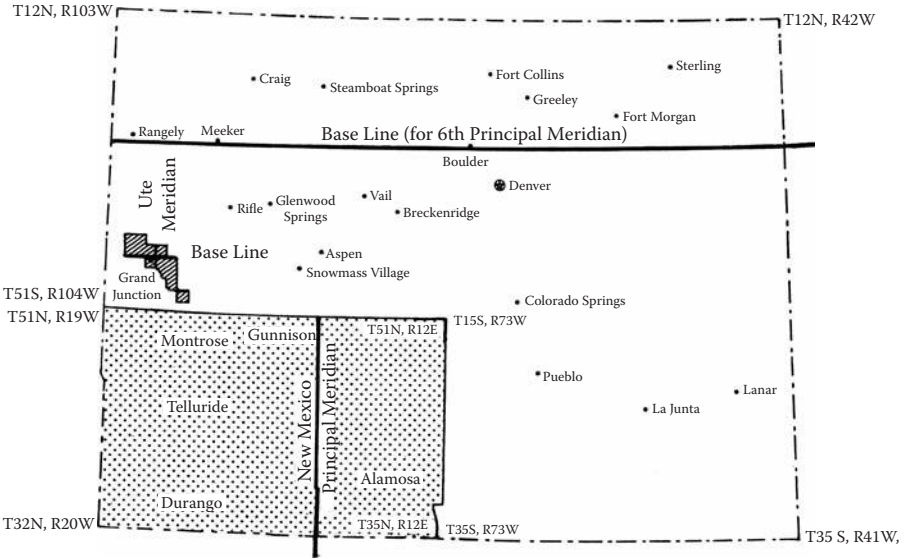 T12N, R103W
T12N, R42W
Craig
Steamboat Springs
Fort Collins
Greeley
Sterling
Fort Morgan
Rangely
Meeker
Base Line (for 6th Principal Meridian)
Boulder
Denver
Ute
Meridian
Rifle
Glenwood
Springs
Vail
Breckenridge
Base Line
Aspen
Snowmass Village
Grand
Junction
Colorado Springs
T51S, R104W
T51N, R19W
Montrose
Gunnison
T51N, R12E
T15S, R73W
New Mexico
Principal Meridian
Pueblo
Lanar
La Junta
Telluride
Alamosa
Durango
T32N, R20W
T35N, R12E
T35S, R73W
T35 S, R41W,